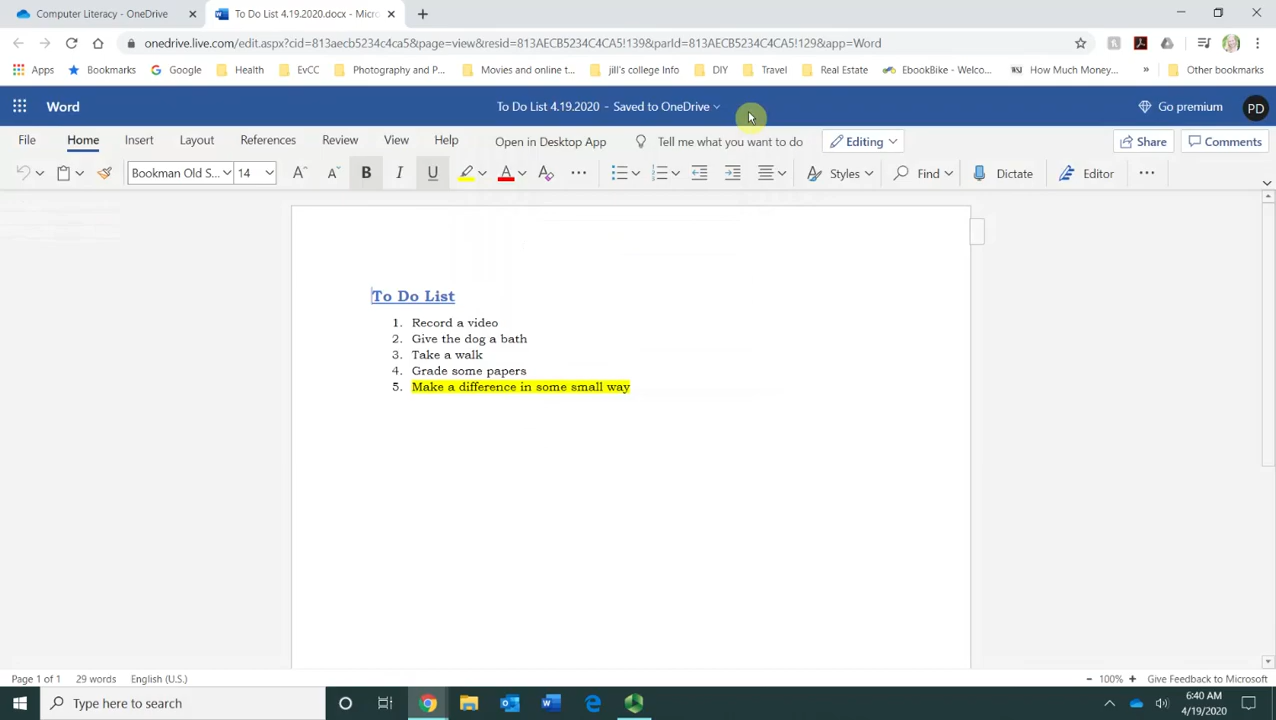 Computer Literacy - OneDrive
To Do List 4.19.2020.docx - Micro
onedrive.live.com/edit.aspx?cid=813aecb5234c4ca5&page=view&resid=813AECB5234C4CA5!139&parId=813AECB5234C4CA5!129&app=Word
Apps Bookmarks Google Health EvCC Photography and P... Movies and online t... jill's college Info DIY Travel Real Estate EbookBike - Welco... WSJ How Much Money... » Other bookmarks
Word To Do List 4.19.2020 - Saved to OneDrive Go premium PD
File Home Insert Layout References Review View Help Open in Desktop App Tell me what you want to do Editing Share Comments
Bookman Old S... 14 A A B I U A A ... Styles Find Dictate Editor ...
To Do List
1. Record a video
2. Give the dog a bath
3. Take a walk
4. Grade some papers
5. Make a difference in some small way
Page 1 of 1 29 words English (U.S.) - 100% + Give Feedback to Microsoft
Type here to search
6:40 AM
4/19/2020